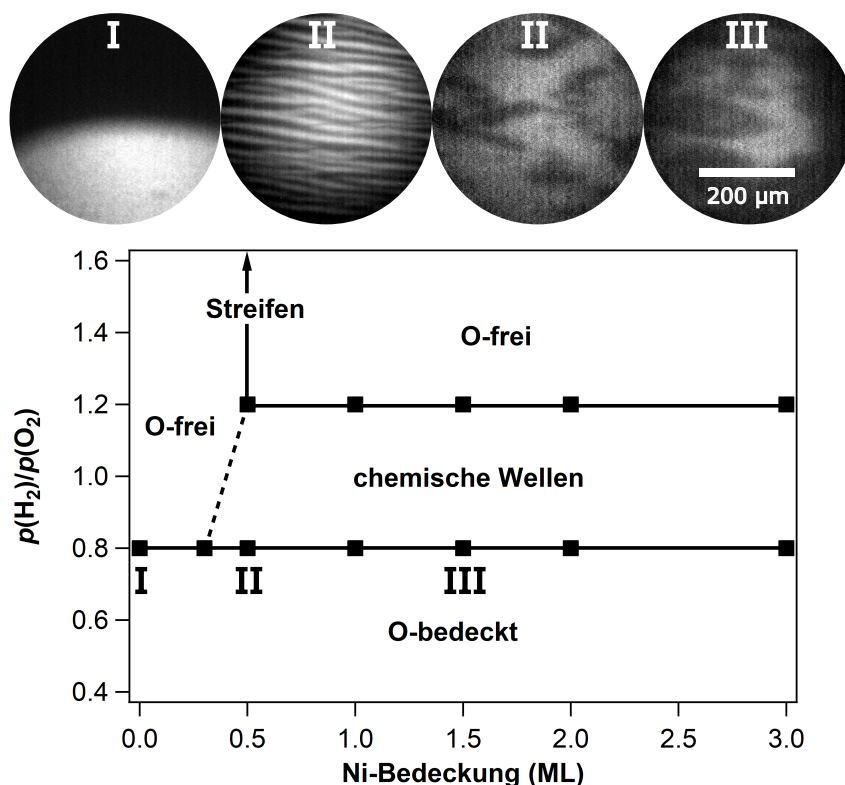 I II II III
200 µm
1.6
Streifen
1.4
O-frei
1.2
O-frei
1.0
chemische Wellen
0.8
I II III
0.6
O-bedeckt
0.4
p(H₂)/p(O₂)
0.0 0.5 1.0 1.5 2.0 2.5 3.0
Ni-Bedeckung (ML)